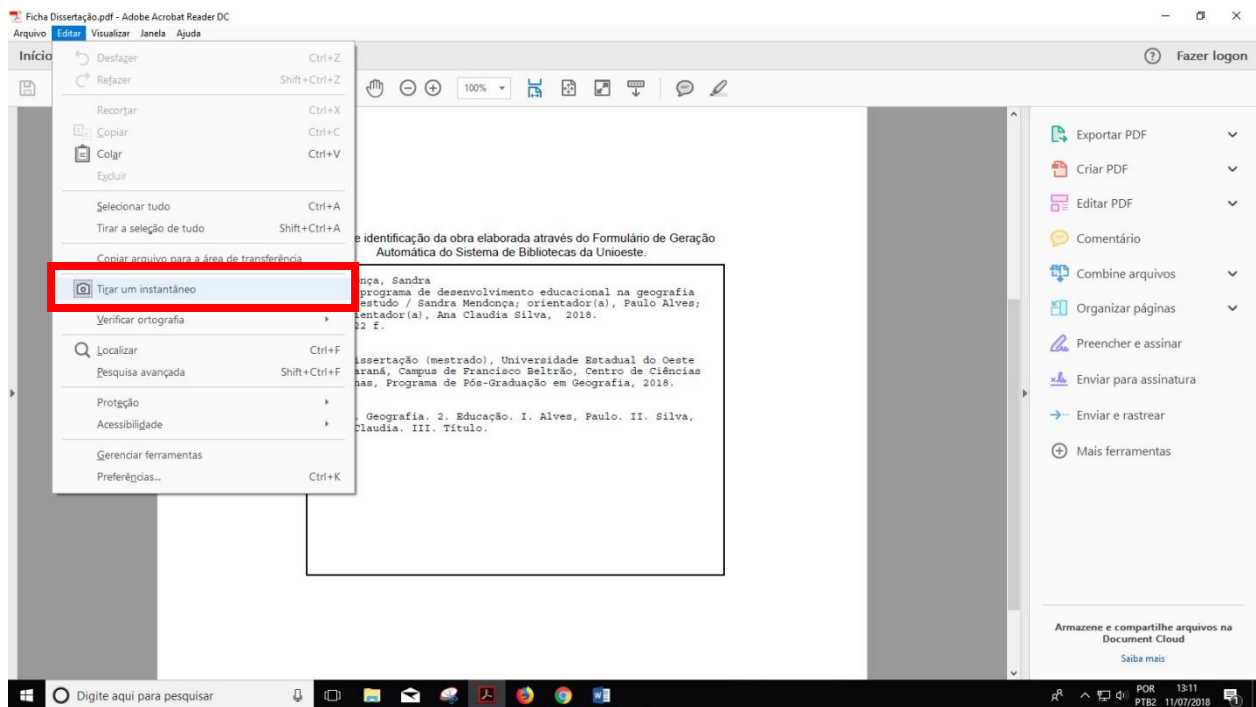 Ficha Dissertação.pdf - Adobe Acrobat Reader DC
Arquivo Editar Visualizar Janela Ajuda
Início
Fazer logon
Desfazer Ctrl+Z
Refazer Shift+Ctrl+Z
Recortar Ctrl+X
Copiar Ctrl+C
Colar Ctrl+V
Excluir
Selecionar tudo Ctrl+A
Tirar a seleção de tudo Shift+Ctrl+A
Copiar arquivo para a área de transferência
Tirar um instantâneo
Verificar ortografia
Localizar Ctrl+F
Pesquisa avançada Shift+Ctrl+F
Proteção
Acessibilidade
Gerenciar ferramentas
Preferências... Ctrl+K
100%
e identificação da obra elaborada através do Formulário de Geração
Automática do Sistema de Bibliotecas da Unioeste.
nça, Sandra
programa de desenvolvimento educacional na geografia
estudo / Sandra Mendonça; orientador(a), Paulo Alves;
ientador(a), Ana Claudia Silva, 2018.
22 f.
issertação (mestrado), Universidade Estadual do Oeste
araná, Campus de Francisco Beltrão, Centro de Ciências
nas, Programa de Pós-Graduação em Geografia, 2018.
. Geografia. 2. Educação. I. Alves, Paulo. II. Silva,
Claudia. III. Título.
Exportar PDF
Criar PDF
Editar PDF
Comentário
Combine arquivos
Organizar páginas
Preencher e assinar
Enviar para assinatura
Enviar e rastrear
Mais ferramentas
Armazene e compartilhe arquivos na
Document Cloud
Saiba mais
Digite aqui para pesquisar
POR 13:11
PTB2 11/07/2018